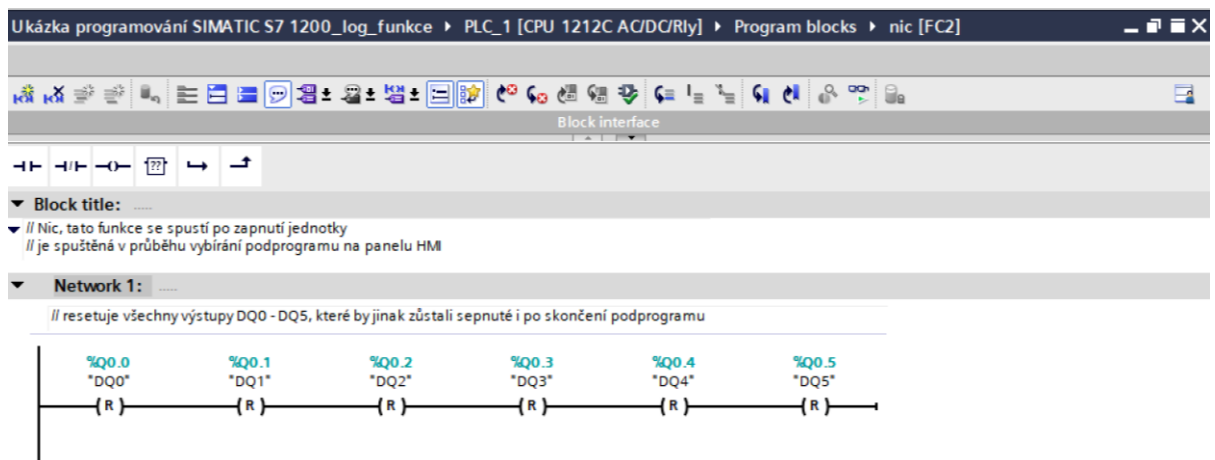 Ukázka programování SIMATIC S7 1200_log_funkce ▸ PLC_1 [CPU 1212C AC/DC/Rly] ▸ Program blocks ▸ nic [FC2]
Block interface
??
Block title: .....
// Nic, tato funkce se spustí po zapnutí jednotky
// je spuštěná v průběhu vybírání podprogramu na panelu HMI
Network 1: .....
// resetuje všechny výstupy DQ0 - DQ5, které by jinak zůstali sepnuté i po skončení podprogramu
%Q0.0 %Q0.1 %Q0.2 %Q0.3 %Q0.4 %Q0.5
"DQ0" "DQ1" "DQ2" "DQ3" "DQ4" "DQ5"
( R ) ( R ) ( R ) ( R ) ( R ) ( R )